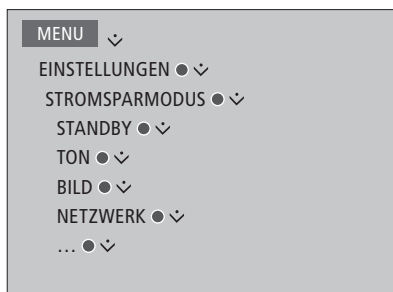 MENU
EINSTELLUNGEN
STROMSPARMODUS
STANDBY
TON
BILD
NETZWERK
…